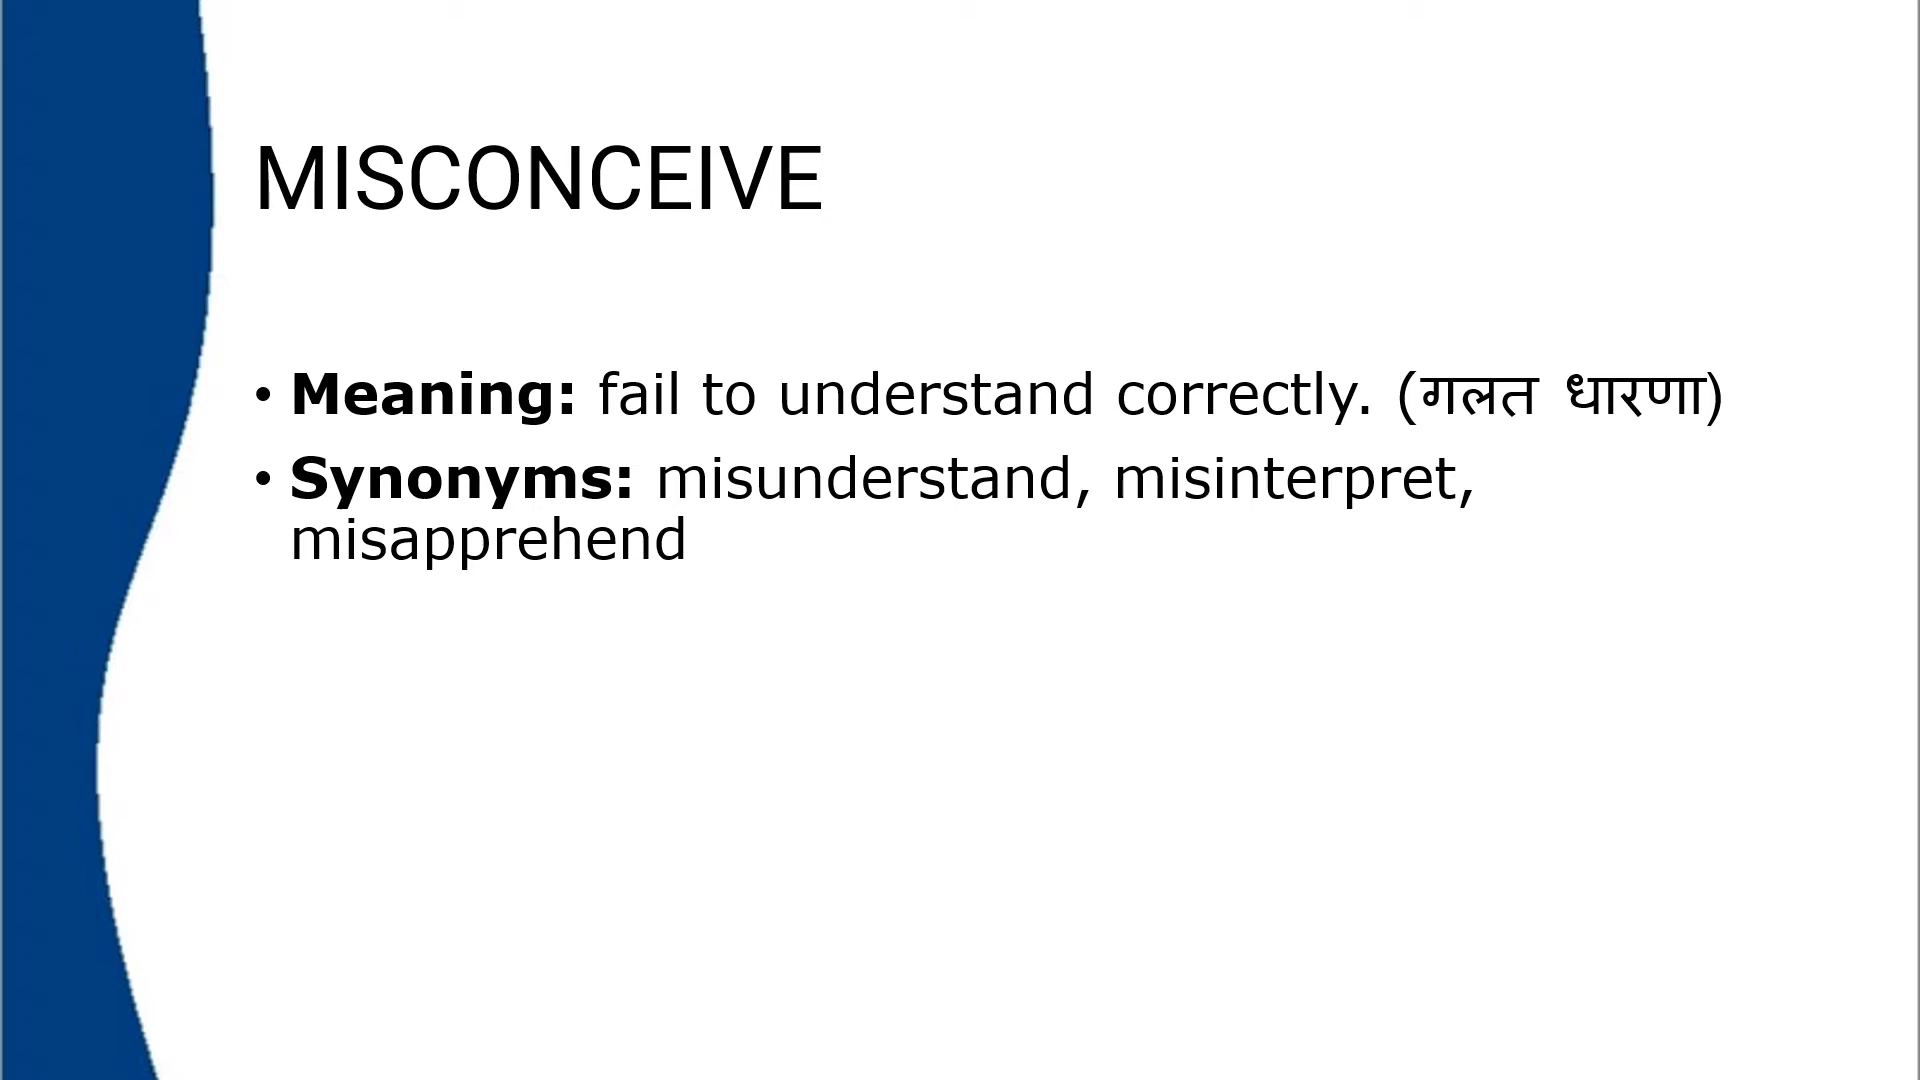 MISCONCEIVE
• Meaning: fail to understand correctly. (गलत धारणा)
• Synonyms: misunderstand, misinterpret,
misapprehend